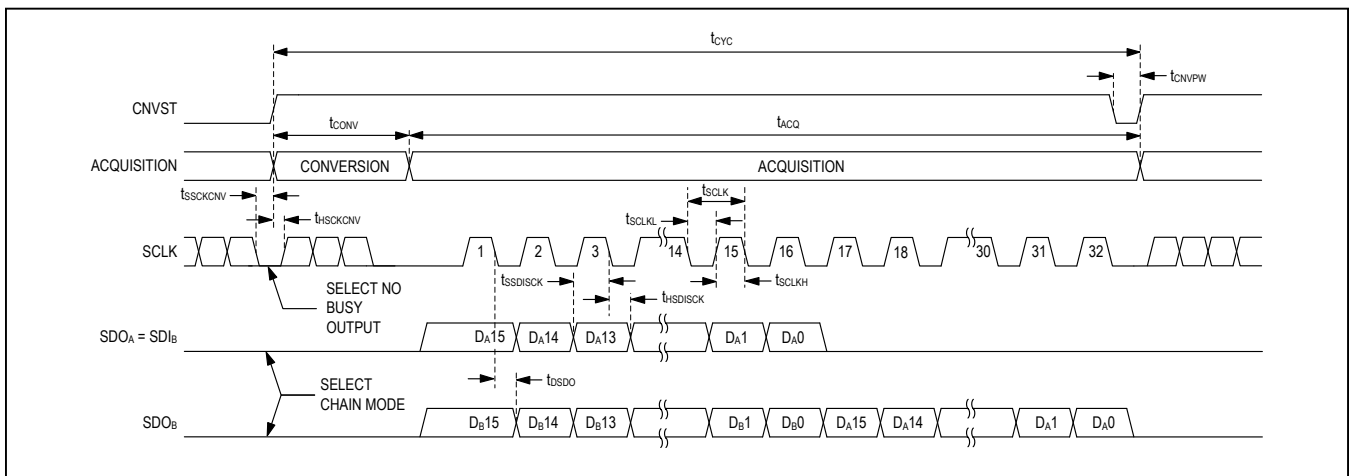 tCYC
tCNVPW
CNVST
tCONV
tACQ
ACQUISITION
CONVERSION
ACQUISITION
tSSCKCNV
tHSCKCNV
tSCLK
tSCLKL
SCLK
1 2 3 14 15 16 17 18 30 31 32
tSSDISCK
tHSDISCK
tSCLKH
SELECT NO
BUSY
OUTPUT
SDOA = SDIB
DA15 DA14 DA13 DA1 DA0
tDSDO
SELECT
CHAIN MODE
SDOB
DB15 DB14 DB13 DB1 DB0 DA15 DA14 DA1 DA0